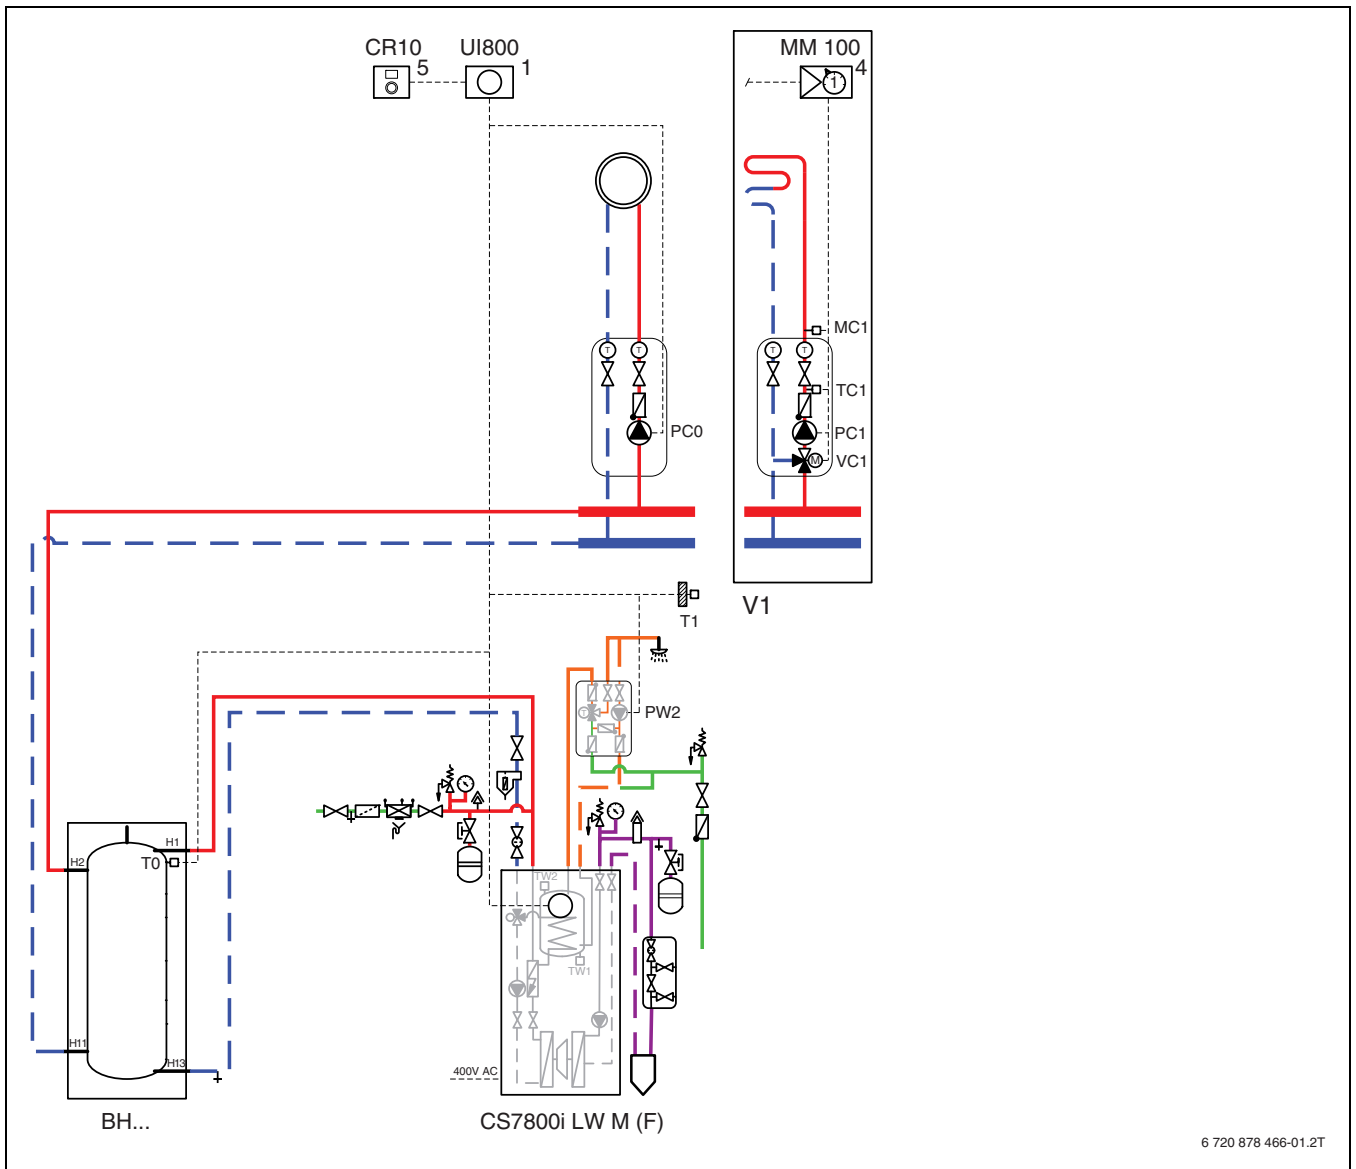 CR10 UI800 MM 100
5 1 4
1
MC1
T T T T
TC1
PC0 PC1
M VC1
T1 V1
T PW2
H1
T0 H2
TW2
TW1
H11
H13
400V AC
BH... CS7800i LW M (F)
6 720 878 466-01.2T